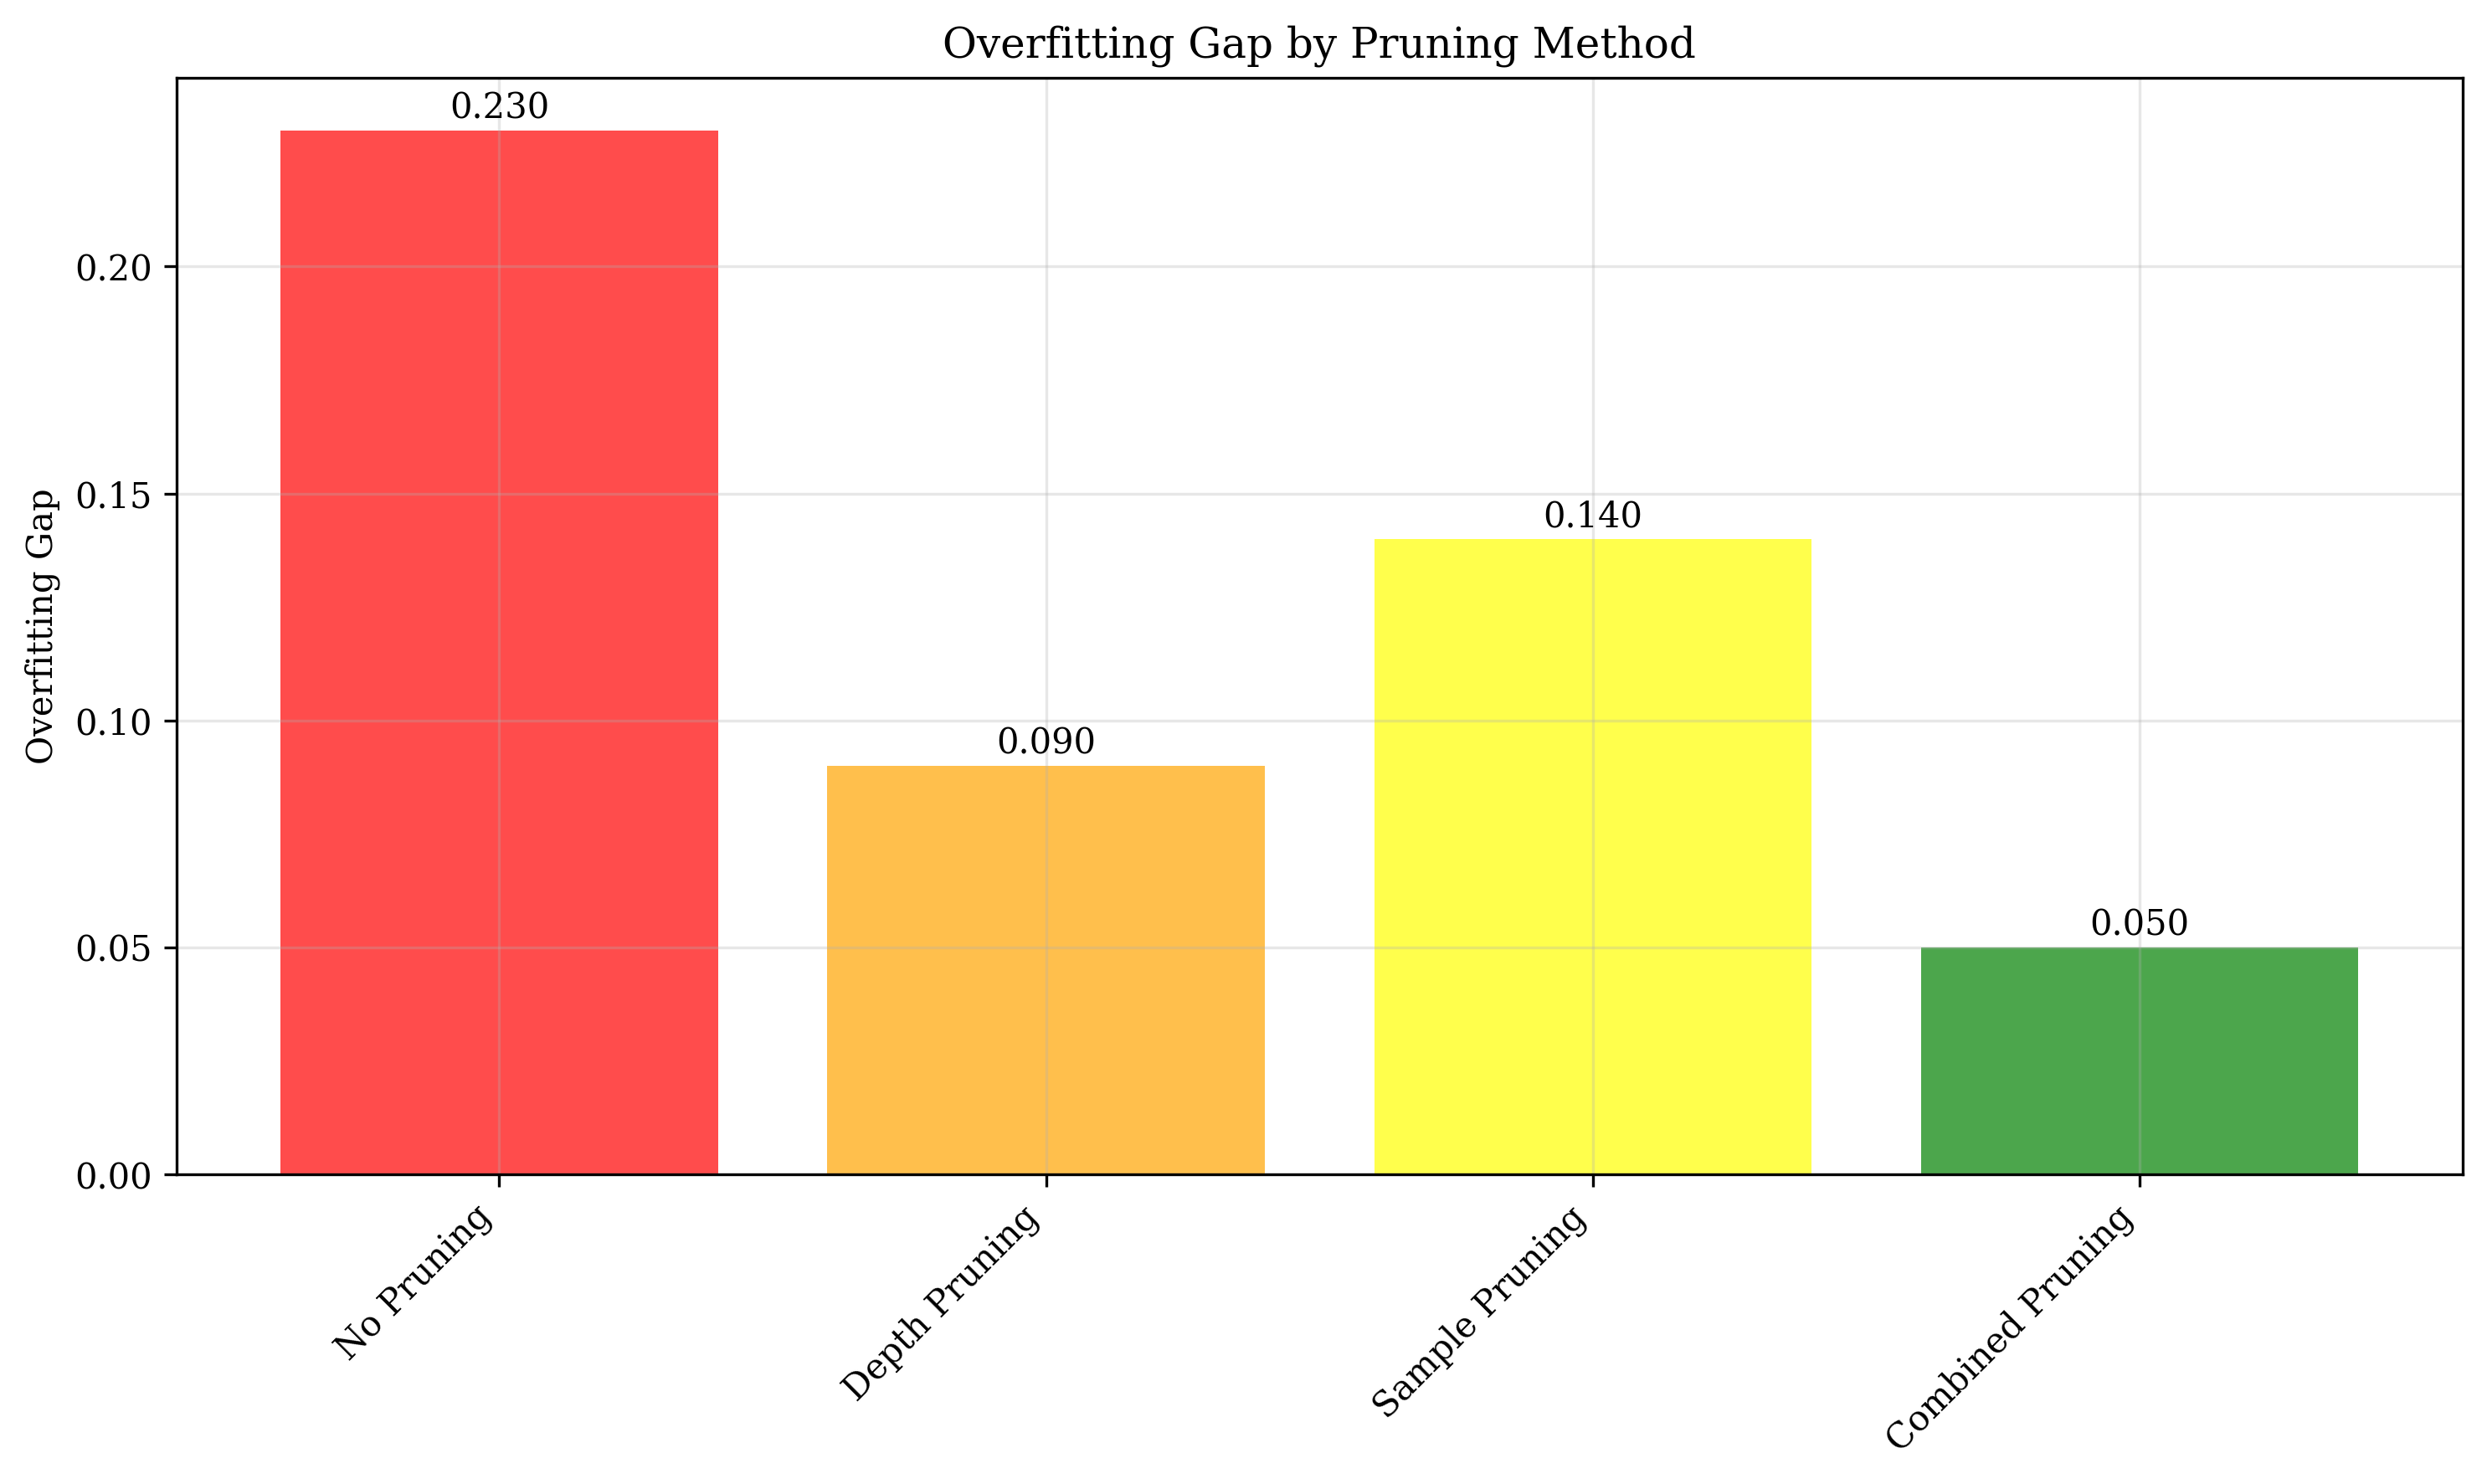 Overfitting Gap by Pruning Method
Overfitting Gap
0.20
0.15
0.10
0.05
0.00
0.230
0.090
0.140
0.050
No Pruning
Depth Pruning
Sample Pruning
Combined Pruning